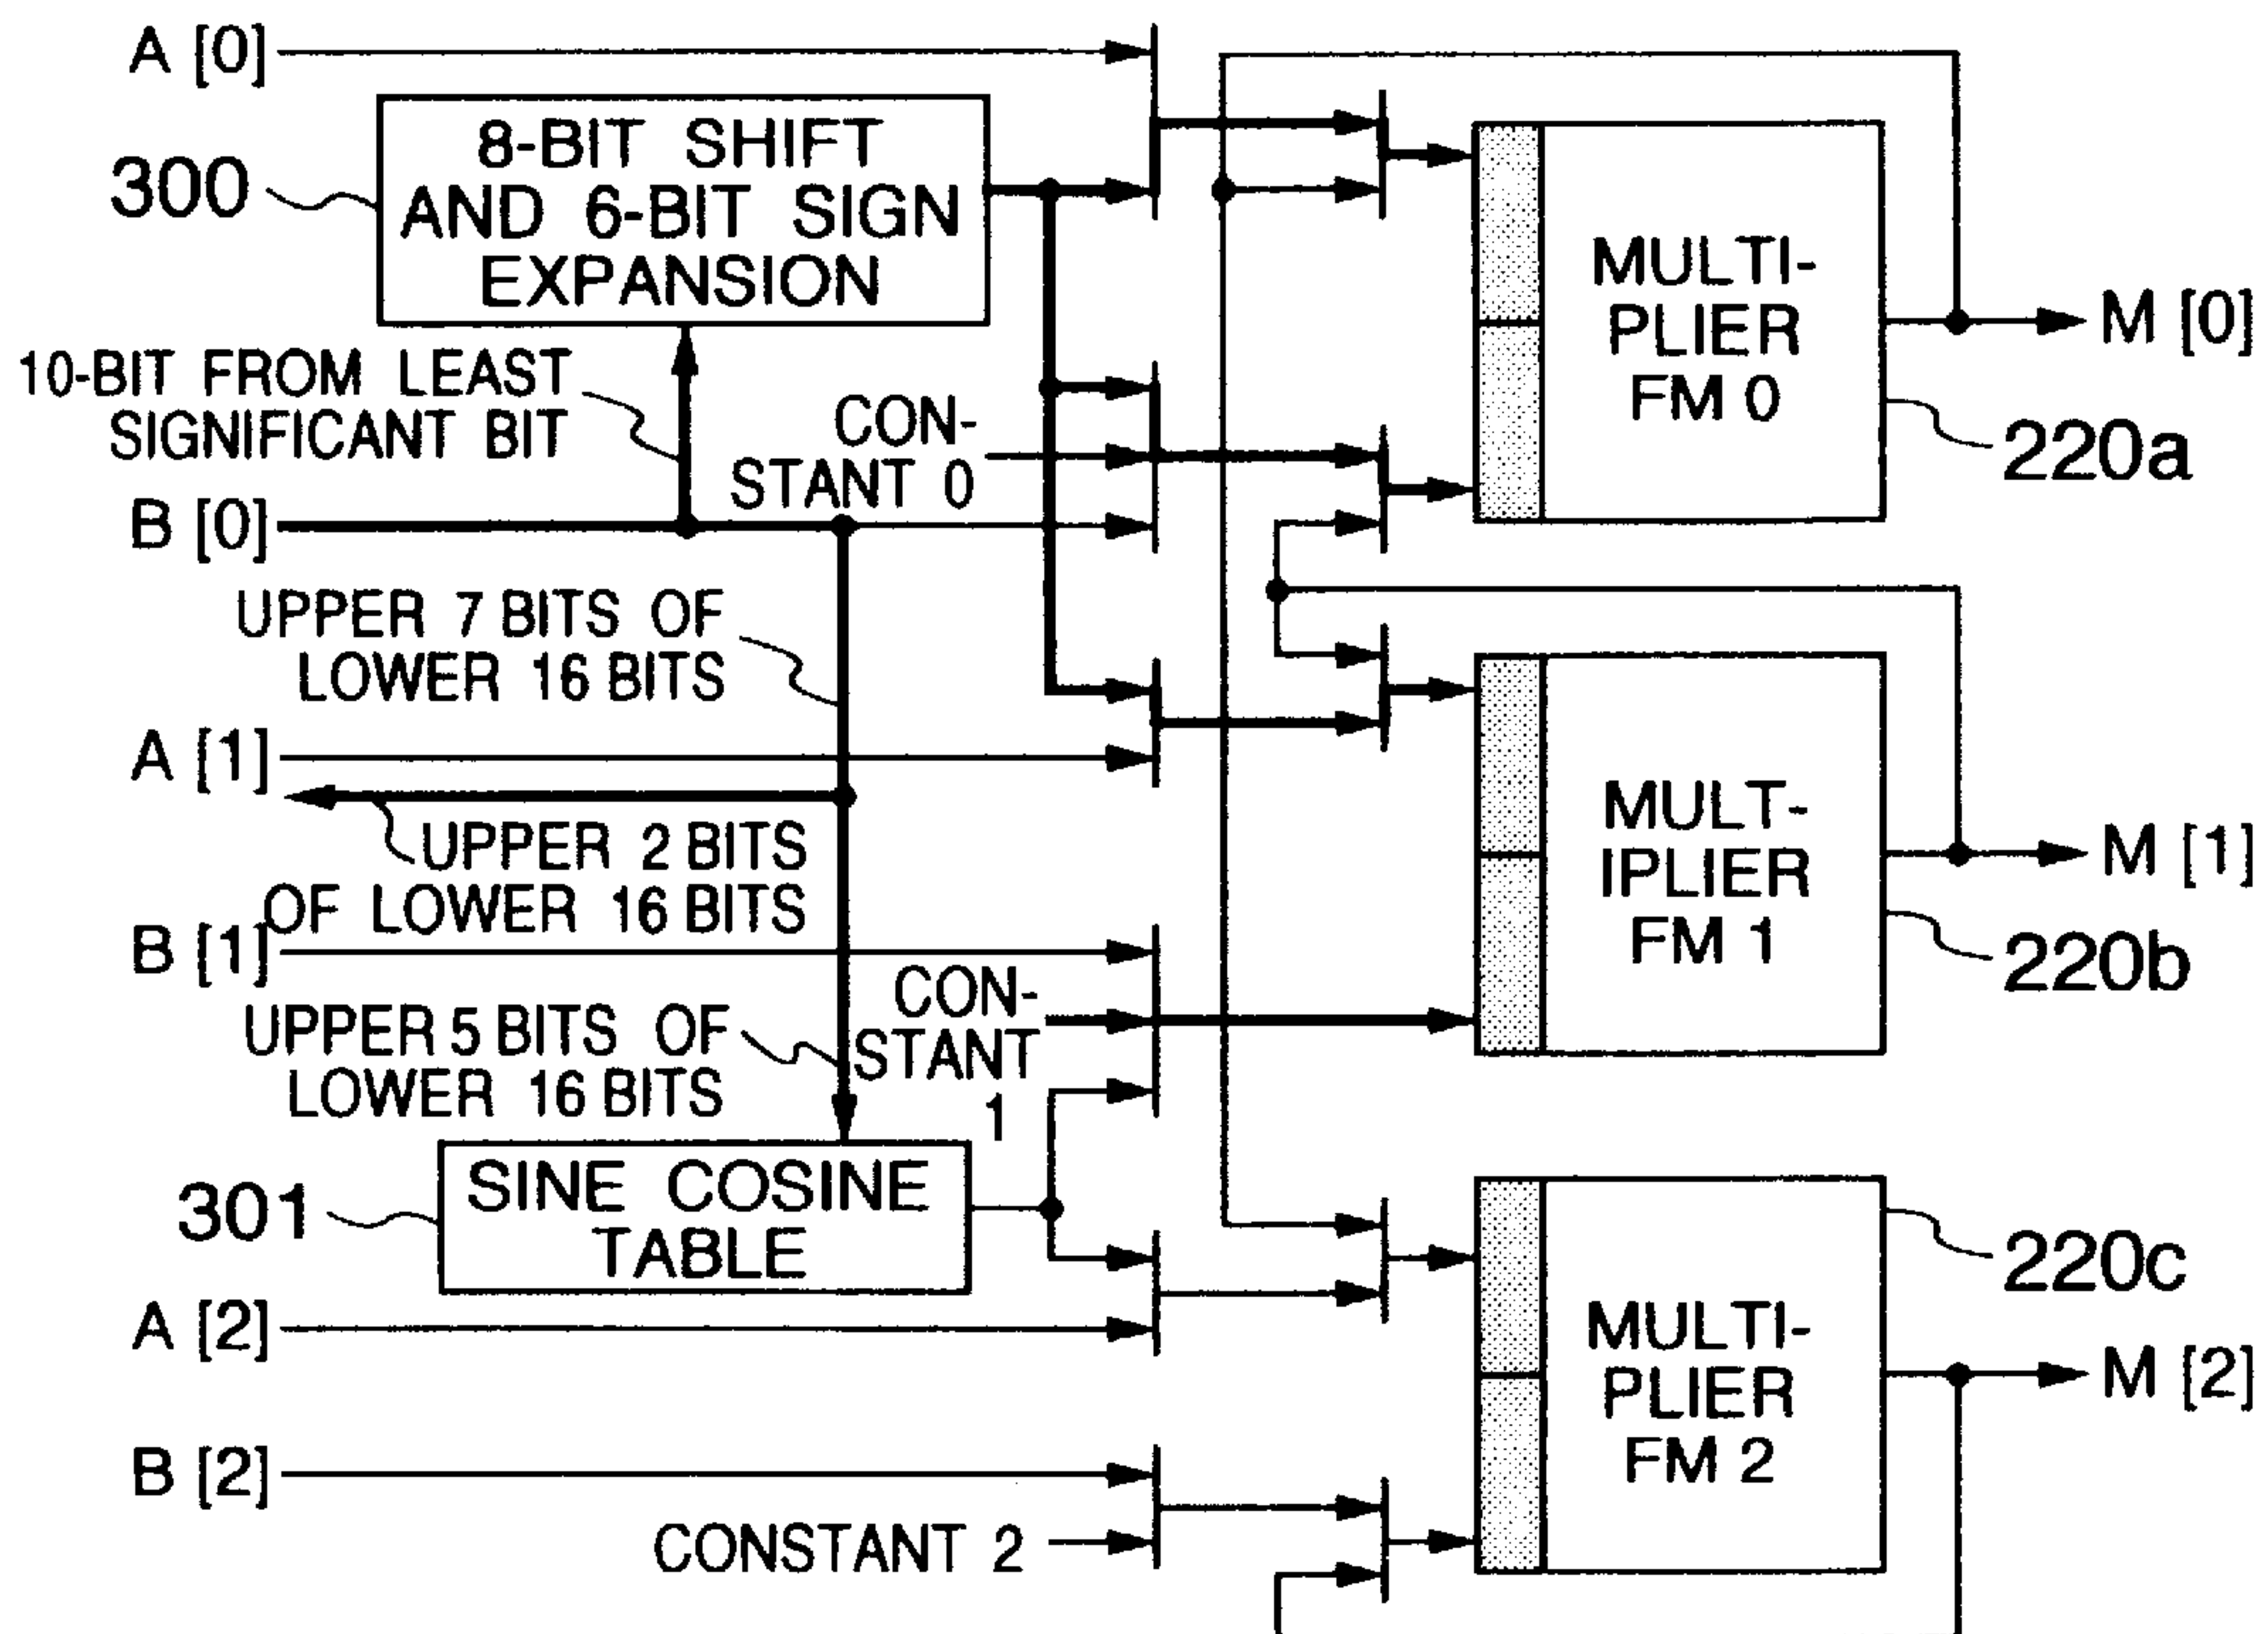 A [0]
8-BIT SHIFT
AND 6-BIT SIGN
EXPANSION
300
10-BIT FROM LEAST
SIGNIFICANT BIT
CON-
STANT 0
B [0]
MULTI-
PLIER
FM 0
M [0]
220a
UPPER 7 BITS OF
LOWER 16 BITS
A [1]
UPPER 2 BITS
OF LOWER 16 BITS
B [1]
CON-
STANT
1
MULT-
IPLIER
FM 1
M [1]
220b
UPPER 5 BITS OF
LOWER 16 BITS
SINE COSINE
TABLE
301
A [2]
B [2]
CONSTANT 2
220c
MULTI-
PLIER
FM 2
M [2]